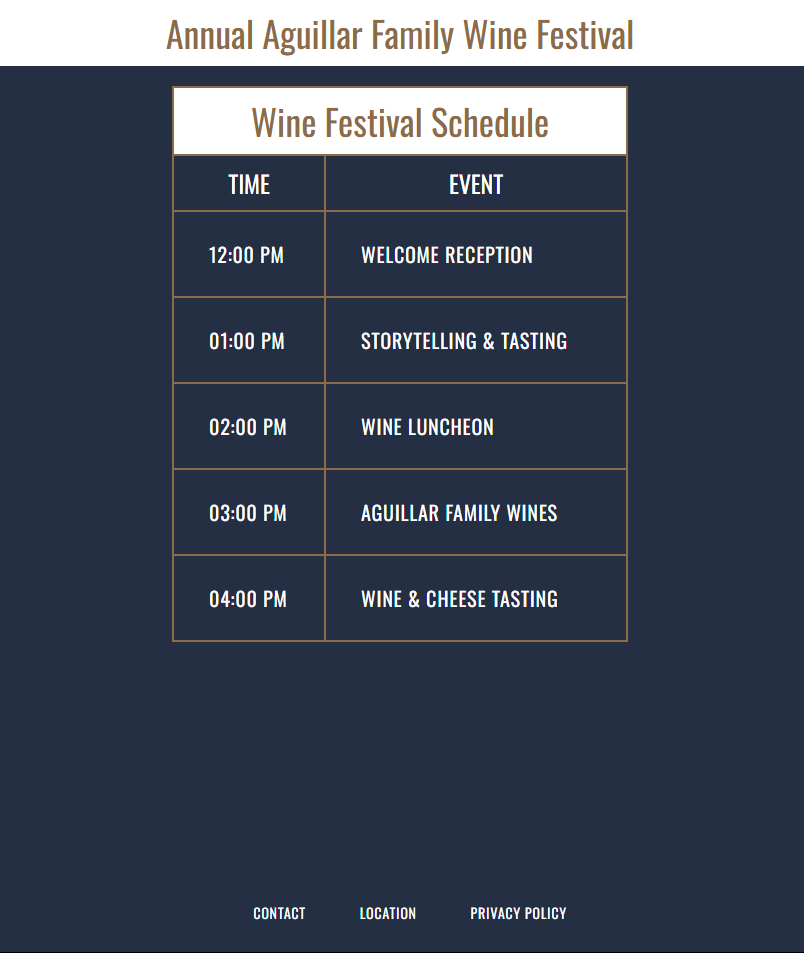 Annual Aguillar Family Wine Festival
Wine Festival Schedule
TIME EVENT
12:00 PM WELCOME RECEPTION
01:00 PM STORYTELLING & TASTING
02:00 PM WINE LUNCHEON
03:00 PM AGUILLAR FAMILY WINES
04:00 PM WINE & CHEESE TASTING
CONTACT LOCATION PRIVACY POLICY